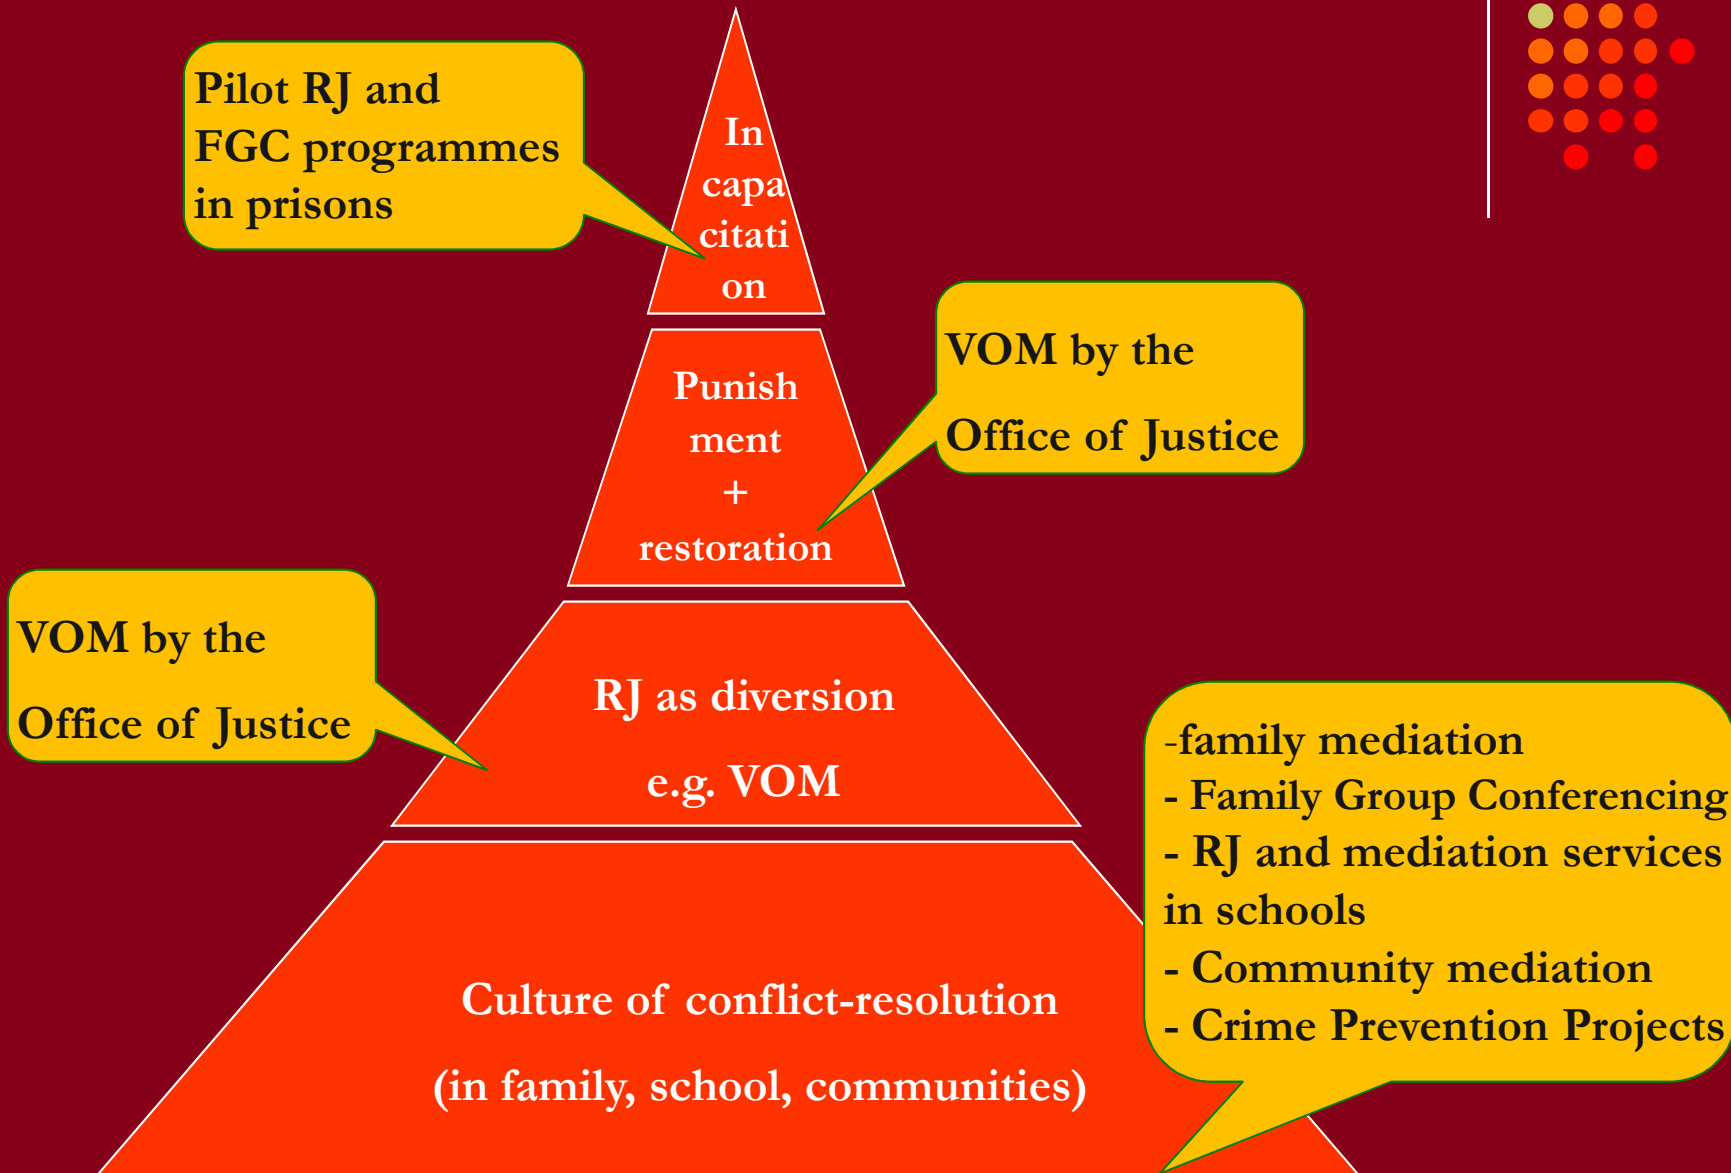 Pilot RJ and
FGC programmes
in prisons
In
capa
citati
on
VOM by the
Office of Justice
Punish
ment
+
restoration
VOM by the
Office of Justice
RJ as diversion
e.g. VOM
-family mediation
- Family Group Conferencing
- RJ and mediation services
in schools
- Community mediation
- Crime Prevention Projects
Culture of conflict-resolution
(in family, school, communities)